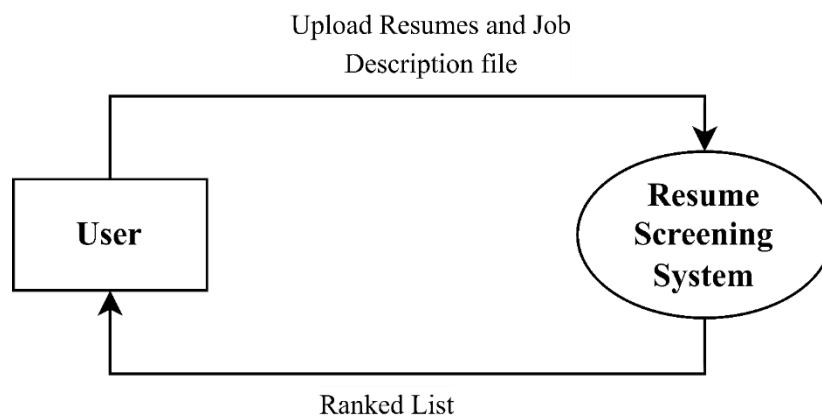 Upload Resumes and Job
Description file
User
Resume
Screening
System
Ranked List